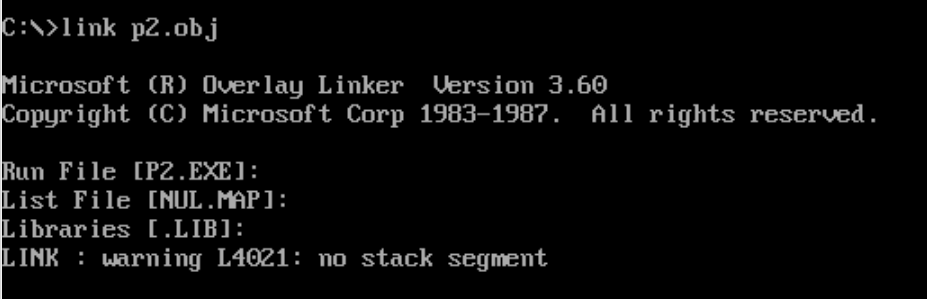 C:\>link p2.obj
Microsoft (R) Overlay Linker  Version 3.60
Copyright (C) Microsoft Corp 1983-1987.  All rights reserved.
Run File [P2.EXE]:
List File [NUL.MAP]:
Libraries [.LIB]:
LINK : warning L4021: no stack segment